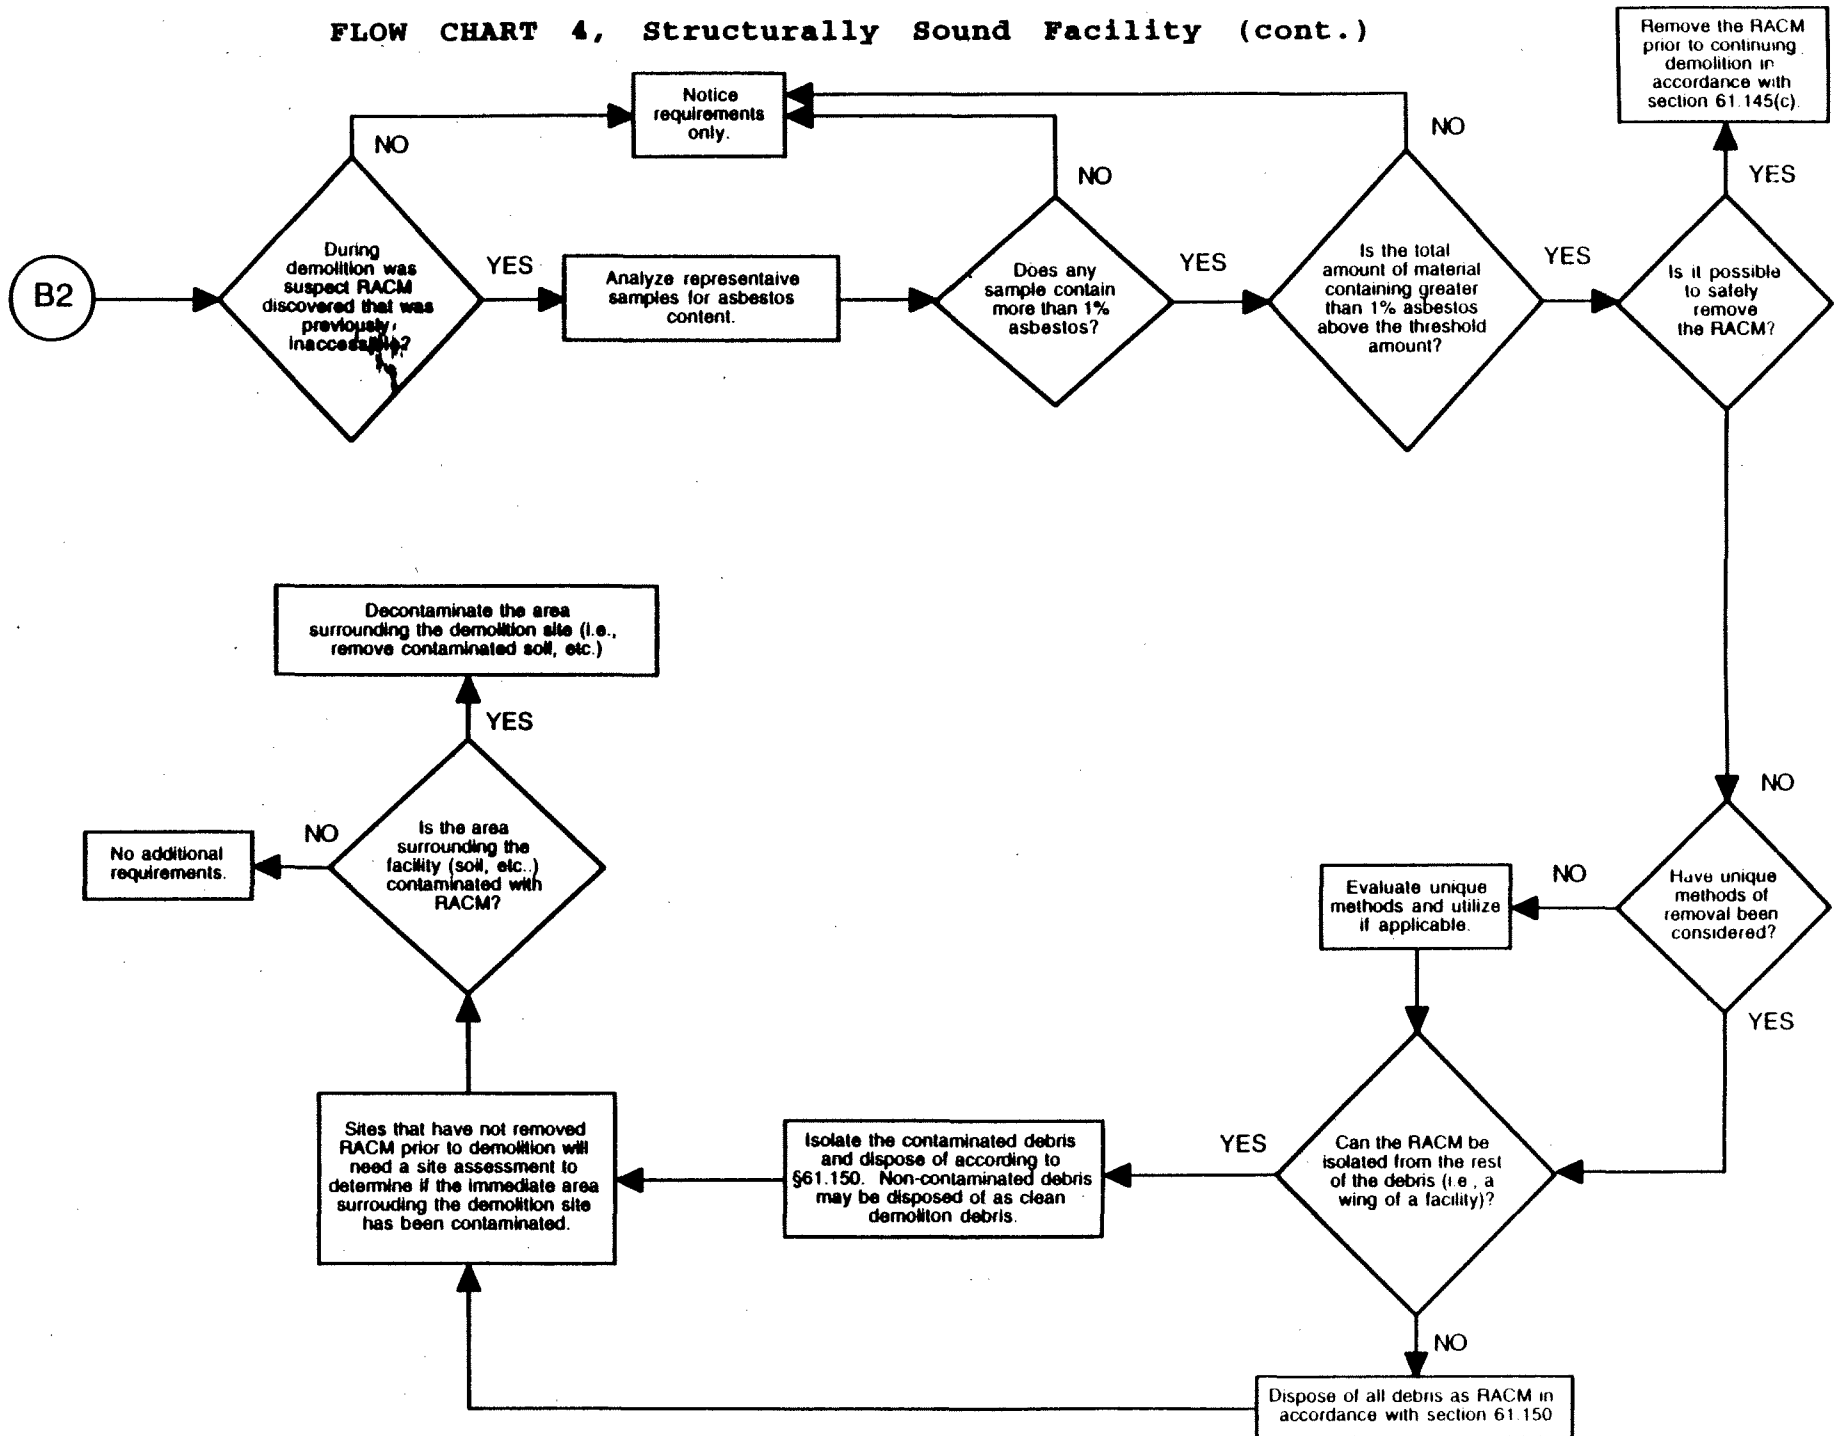 FLOW CHART 4, Structurally Sound Facility (cont.)
Remove the RACM
prior to continuing
demolition in
accordance with
section 61.145(c).
Notice
requirements
only.
NO
NO
NO
YES
B2
During
demolition was
suspect RACM
discovered that was
previously
inaccessible?
YES
Analyze representaive
samples for asbestos
content.
Does any
sample contain
more than 1%
asbestos?
YES
Is the total
amount of material
containing greater
than 1% asbestos
above the threshold
amount?
YES
Is it possible
to safely
remove
the RACM?
NO
Have unique
methods of
removal been
considered?
NO
Evaluate unique
methods and utilize
if applicable.
YES
Can the RACM be
isolated from the rest
of the debris (i.e., a
wing of a facility)?
YES
Isolate the contaminated debris
and dispose of according to
§61.150. Non-contaminated debris
may be disposed of as clean
demoliton debris.
NO
Dispose of all debris as RACM in
accordance with section 61.150
Sites that have not removed
RACM prior to demolition will
need a site assessment to
determine if the immediate area
surrouding the demolition site
has been contaminated.
Is the area
surrounding the
facility (soil, etc..)
contaminated with
RACM?
NO
No additional
requirements.
YES
Decontaminate the area
surrounding the demolition site (i.e.,
remove contaminated soil, etc.)